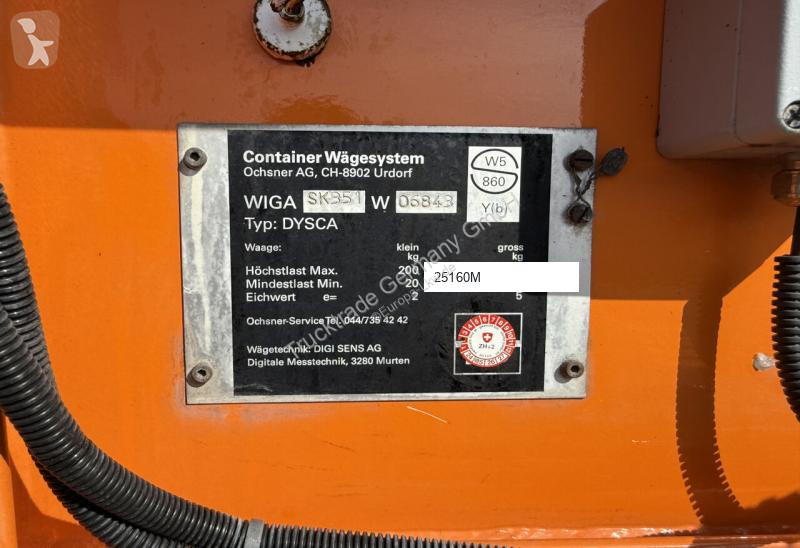 Container Wägesystem
Ochsner AG, CH-8902 Urdorf
WIGA SK351 W 06843
Typ: DYSCA
W5
860
Y(b)
Waage: klein gross
kg kg
Höchstlast Max. 200
Mindestlast Min. 20
25160M
Eichwert e= 2 5
Ochsner-Service Tel. 044/735 42 42
Wägetechnik: DIGI SENS AG
Digitale Messtechnik, 3280 Murten
ZH+2
Trucktrade Germany GmbH